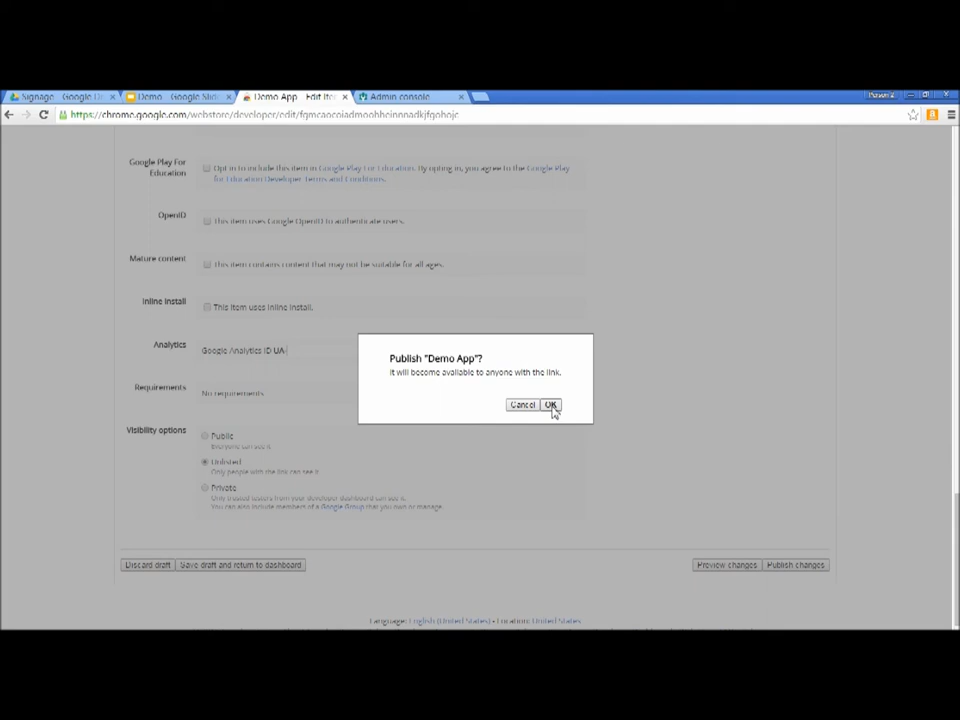 Signage - Google D
Demo - Google Slid
Demo App - Edit Ite
Admin console
Person 2
https://chrome.google.com/webstore/developer/edit/
Google Play For
Education
Opt in to include this item in Google Play For Education. By opting in, you agree to the Google Play
for Education Developer Terms and Conditions.
OpenID
This item uses Google OpenID to authenticate users.
Mature content
This item contains content that may not be suitable for all ages.
Inline Install
This item uses inline install.
Analytics
Google Analytics ID UA-
Publish "Demo App"?
It will become available to anyone with the link.
Cancel OK
Requirements
No requirements
Visibility options
Public
Everyone can see it
Unlisted
Only people with the link can see it
Private
Only trusted testers from your developer dashboard can see it.
You can also include members of a Google Group that you own or manage.
Discard draft Save draft and return to dashboard Preview changes Publish changes
Language: English (United States) - Location: United States